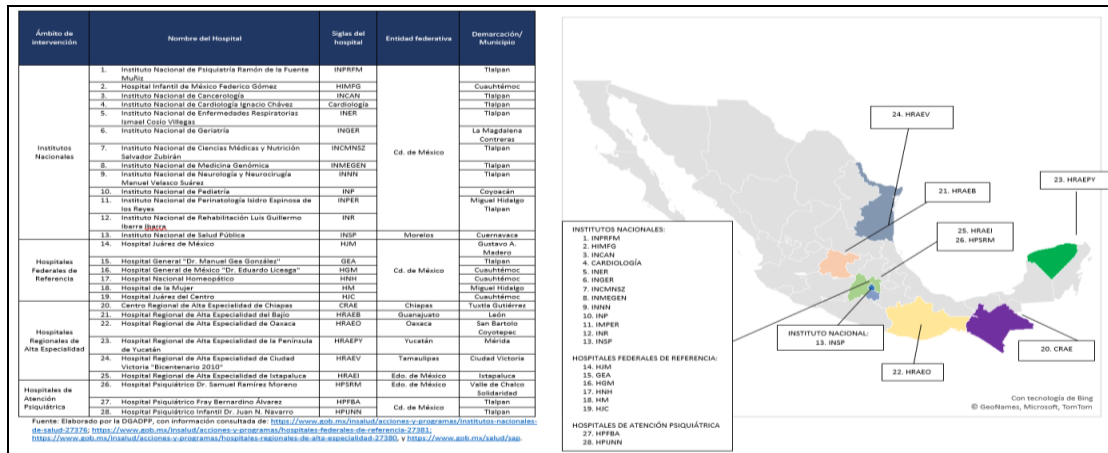 Ámbito de intervención Nombre del Hospital Siglas del hospital Entidad federativa Demarcación/ Municipio
Institutos Nacionales
1. Instituto Nacional de Psiquiatría Ramón de la Fuente Muñiz INPRFM Tlalpan
2. Hospital Infantil de México Federico Gómez HIMFG Cuauhtémoc
3. Instituto Nacional de Cancerología INCAN Tlalpan
4. Instituto Nacional de Cardiología Ignacio Chávez Cardiología Tlalpan
5. Instituto Nacional de Enfermedades Respiratorias Ismael Cosío Villegas INER Tlalpan
6. Instituto Nacional de Geriatría INGER La Magdalena Contreras
7. Instituto Nacional de Ciencias Médicas y Nutrición Salvador Zubirán INCMNSZ Tlalpan
Cd. de México
8. Instituto Nacional de Medicina Genómica INMEGEN Tlalpan
9. Instituto Nacional de Neurología y Neurocirugía Manuel Velasco Suárez INNN Tlalpan
10. Instituto Nacional de Pediatría INP Coyoacán
11. Instituto Nacional de Perinatología Isidro Espinosa de los Reyes INPER Miguel Hidalgo
12. Instituto Nacional de Rehabilitación Luis Guillermo Ibarra Ibarra INR Tlalpan
13. Instituto Nacional de Salud Pública INSP Morelos Cuernavaca
Hospitales Federales de Referencia
14. Hospital Juárez de México HJM Gustavo A. Madero
15. Hospital General "Dr. Manuel Gea González" GEA Tlalpan
16. Hospital General de México "Dr. Eduardo Liceaga" HGM Cd. de México Cuauhtémoc
17. Hospital Nacional Homeopático HNH Cuauhtémoc
18. Hospital de la Mujer HM Miguel Hidalgo
19. Hospital Juárez del Centro HJC Cuauhtémoc
Hospitales Regionales de Alta Especialidad
20. Centro Regional de Alta Especialidad de Chiapas CRAE Chiapas Tuxtla Gutiérrez
21. Hospital Regional de Alta Especialidad del Bajío HRAEB Guanajuato León
22. Hospital Regional de Alta Especialidad de Oaxaca HRAEO Oaxaca San Bartolo Coyotepec
23. Hospital Regional de Alta Especialidad de la Península de Yucatán HRAEPY Yucatán Mérida
24. Hospital Regional de Alta Especialidad de Ciudad Victoria "Bicentenario 2010" HRAEV Tamaulipas Ciudad Victoria
25. Hospital Regional de Alta Especialidad de Ixtapaluca HRAEI Edo. de México Ixtapaluca
Hospitales de Atención Psiquiátrica
26. Hospital Psiquiátrico Dr. Samuel Ramírez Moreno HPSRM Edo. de México Valle de Chalco Solidaridad
27. Hospital Psiquiátrico Fray Bernardino Álvarez HPFBA Cd. de México Tlalpan
28. Hospital Psiquiátrico Infantil Dr. Juan N. Navarro HPIJNN Tlalpan
Fuente: Elaborado por la DGADPP, con información consultada de: https://www.gob.mx/insalud/acciones-y-programas/institutos-nacionales-
de-salud-27376; https://www.gob.mx/insalud/acciones-y-programas/hospitales-federales-de-referencia-27381;
https://www.gob.mx/insalud/acciones-y-programas/hospitales-regionales-de-alta-especialidad-27380, y https://www.gob.mx/salud/sap.
24. HRAEV
23. HRAEPY
21. HRAEB
25. HRAEI
26. HPSRM
INSTITUTOS NACIONALES:
1. INPRFM
2. HIMFG
3. INCAN
4. CARDIOLOGÍA
5. INER
6. INGER
7. INCMNSZ
8. INMEGEN
9. INNN
10. INP
11. IMPER
12. INR
13. INSP
HOSPITALES FEDERALES DE REFERENCIA:
14. HJM
15. GEA
16. HGM
17. HNH
18. HM
19. HJC
HOSPITALES DE ATENCIÓN PSIQUIÁTRICA
27. HPFBA
28. HPIJNN
INSTITUTO NACIONAL:
13. INSP
20. CRAE
22. HRAEO
Con tecnología de Bing
© GeoNames, Microsoft, TomTom